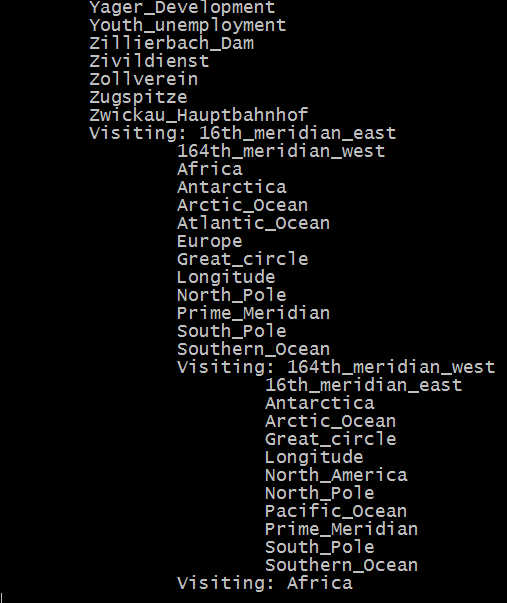 Yager_Development
Youth_unemployment
Zillierbach_Dam
Zivildienst
Zollverein
Zugspitze
Zwickau_Hauptbahnhof
Visiting: 16th_meridian_east
164th_meridian_west
Africa
Antarctica
Arctic_Ocean
Atlantic_Ocean
Europe
Great_circle
Longitude
North_Pole
Prime_Meridian
South_Pole
Southern_Ocean
Visiting: 164th_meridian_west
16th_meridian_east
Antarctica
Arctic_Ocean
Great_circle
Longitude
North_America
North_Pole
Pacific_Ocean
Prime_Meridian
South_Pole
Southern_Ocean
Visiting: Africa